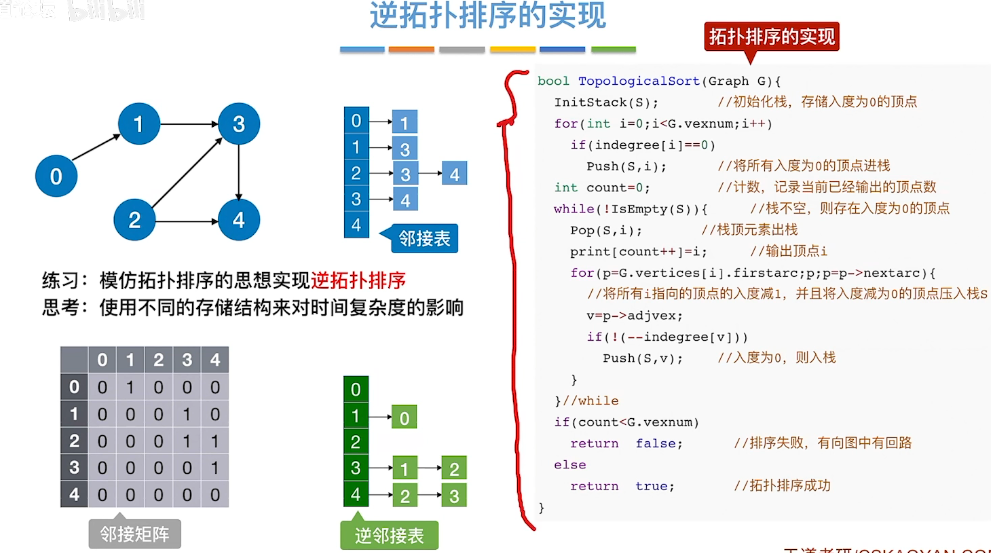 bilibili
逆拓扑排序的实现
拓扑排序的实现
0
1
3
2
4
0 1
1 3
2 3 4
3 4
4
邻接表
练习：模仿拓扑排序的思想实现逆拓扑排序
思考：使用不同的存储结构来对时间复杂度的影响
0 1 2 3 4
0 0 1 0 0 0
1 0 0 0 1 0
2 0 0 0 1 1
3 0 0 0 0 1
4 0 0 0 0 0
邻接矩阵
0
1 0
2
3 1 2
4 2 3
逆邻接表
bool TopologicalSort(Graph G){
InitStack(S); //初始化栈，存储入度为0的顶点
for(int i=0;i<G.vexnum;i++)
if(indegree[i]==0)
Push(S,i); //将所有入度为0的顶点进栈
int count=0; //计数，记录当前已经输出的顶点数
while(!IsEmpty(S)){ //栈不空，则存在入度为0的顶点
Pop(S,i); //栈顶元素出栈
print[count++]=i; //输出顶点i
for(p=G.vertices[i].firstarc;p;p=p->nextarc){
//将所有i指向的顶点的入度减1，并且将入度减为0的顶点压入栈S
v=p->adjvex;
if(!(--indegree[v]))
Push(S,v); //入度为0，则入栈
}
}//while
if(count<G.vexnum)
return false; //排序失败，有向图中有回路
else
return true; //拓扑排序成功
}